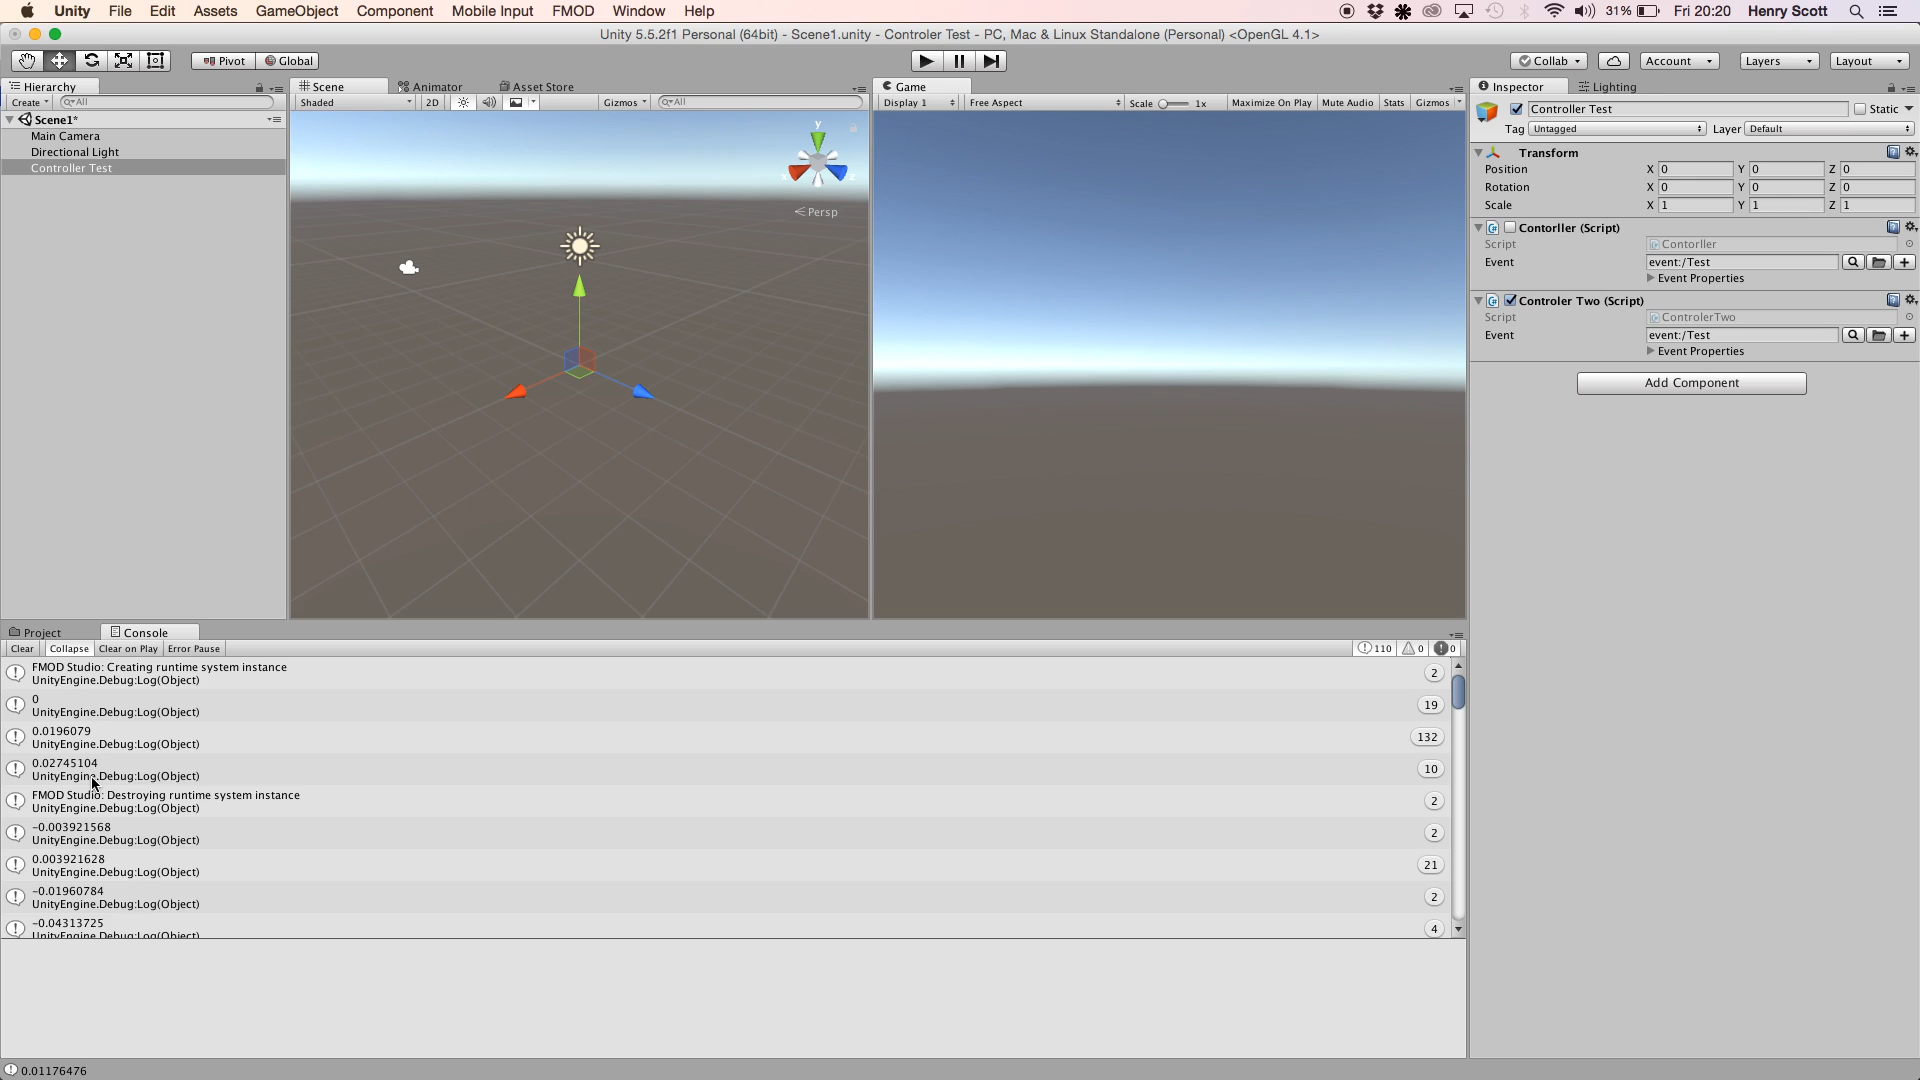 Unity File Edit Assets GameObject Component Mobile Input FMOD Window Help 31% Fri 20:20 Henry Scott
Unity 5.5.2f1 Personal (64bit) - Scene1.unity - Controler Test - PC, Mac & Linux Standalone (Personal) <OpenGL 4.1>
Pivot Global Collab Account Layers Layout
Hierarchy
Create All
Scene1*
Main Camera
Directional Light
Controller Test
Scene Animator Asset Store
Shaded 2D Gizmos All
y
Persp
Game
Display 1 Free Aspect Scale 1x Maximize On Play Mute Audio Stats Gizmos
Inspector Lighting
Controller Test Static
Tag Untagged Layer Default
Transform
Position X 0 Y 0 Z 0
Rotation X 0 Y 0 Z 0
Scale X 1 Y 1 Z 1
Contorller (Script)
Script Contorller
Event event:/Test
Event Properties
Controler Two (Script)
Script ControlerTwo
Event event:/Test
Event Properties
Add Component
Project Console
Clear Collapse Clear on Play Error Pause 110 0 0
FMOD Studio: Creating runtime system instance
UnityEngine.Debug:Log(Object) 2
0
UnityEngine.Debug:Log(Object) 19
0.0196079
UnityEngine.Debug:Log(Object) 132
0.02745104
UnityEngine.Debug:Log(Object) 10
FMOD Studio: Destroying runtime system instance
UnityEngine.Debug:Log(Object) 2
-0.003921568
UnityEngine.Debug:Log(Object) 2
0.003921628
UnityEngine.Debug:Log(Object) 21
-0.01960784
UnityEngine.Debug:Log(Object) 2
-0.04313725
UnityEngine.Debug:Log(Object) 4
0.01176476